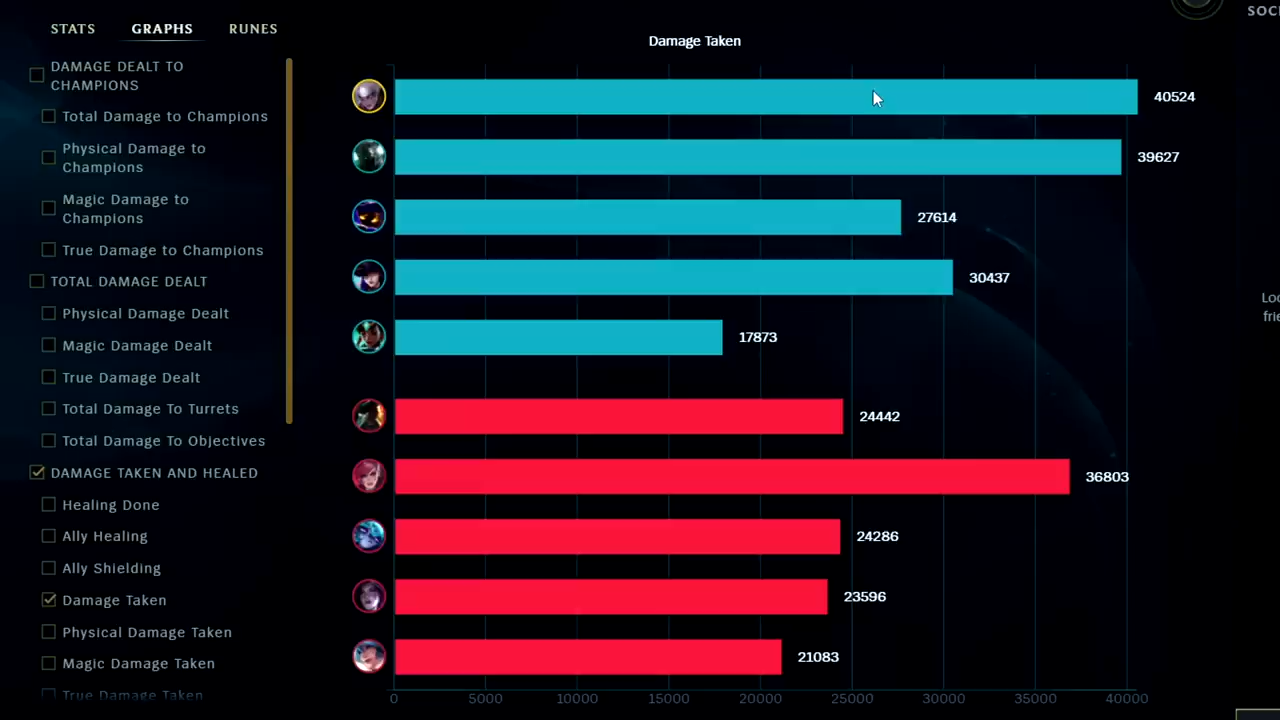 STATS
GRAPHS
RUNES
DAMAGE DEALT TO
CHAMPIONS
Total Damage to Champions
Physical Damage to
Champions
Magic Damage to
Champions
True Damage to Champions
TOTAL DAMAGE DEALT
Physical Damage Dealt
Magic Damage Dealt
True Damage Dealt
Total Damage To Turrets
Total Damage To Objectives
DAMAGE TAKEN AND HEALED
Healing Done
Ally Healing
Ally Shielding
Damage Taken
Physical Damage Taken
Magic Damage Taken
True Damage Taken
Damage Taken
40524
39627
27614
30437
17873
24442
36803
24286
23596
21083
0 5000 10000 15000 20000 25000 30000 35000 40000